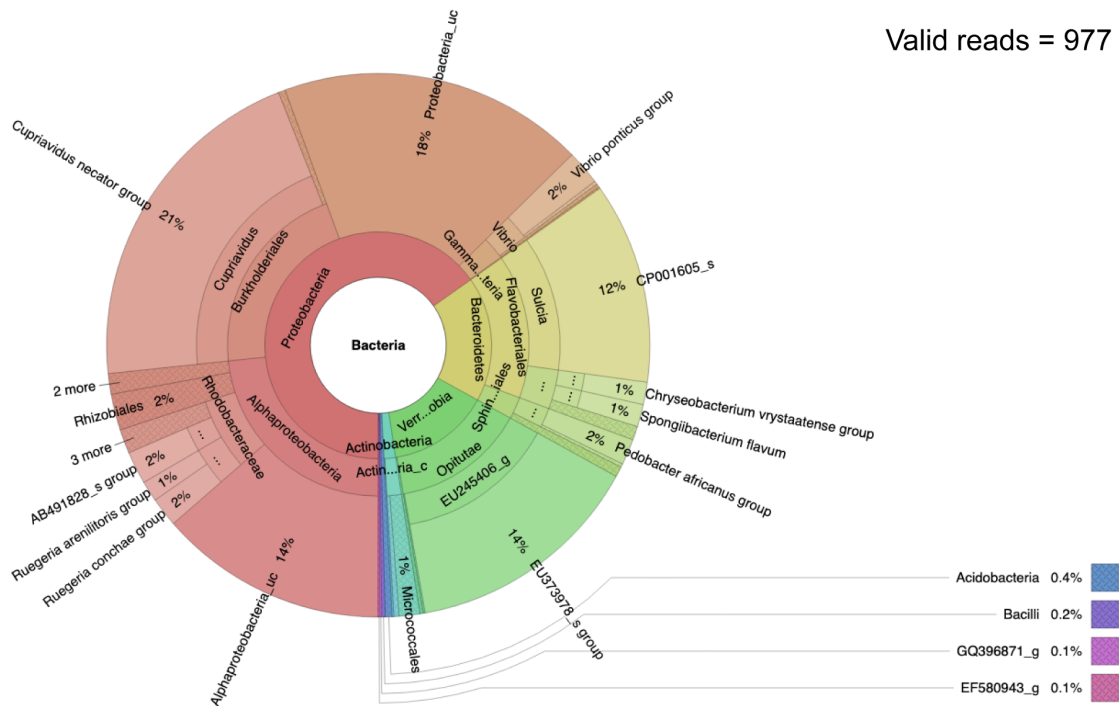 Valid reads = 977
Proteobacteria_uc
18%
Vibrio ponticus group
2%
Cupriavidus necator group
21%
Cupriavidus
Burkholderiales
Proteobacteria
Gamma...teria
Vibrio
CP001605_s
12%
Sulcia
Flavobacteriales
Bacteroidetes
Bacteria
2 more
Rhizobiales 2%
3 more
Rhodobacteraceae
Alphaproteobacteria
...
...
AB491828_s group
2%
Ruegeria arenilitoris group
1%
Ruegeria conchae group
2%
Alphaproteobacteria_uc
14%
Actinobacteria
Actin...ria_c
Verr...obia
Sphin...iales
Opitutae
EU245406_g
...
...
...
...
1%
Chryseobacterium vrystaatense group
1%
Spongiibacterium flavum
2%
Pedobacter africanus group
14%
EU373978_s group
1%
Micrococcales
Acidobacteria 0.4%
Bacilli 0.2%
GQ396871_g 0.1%
EF580943_g 0.1%